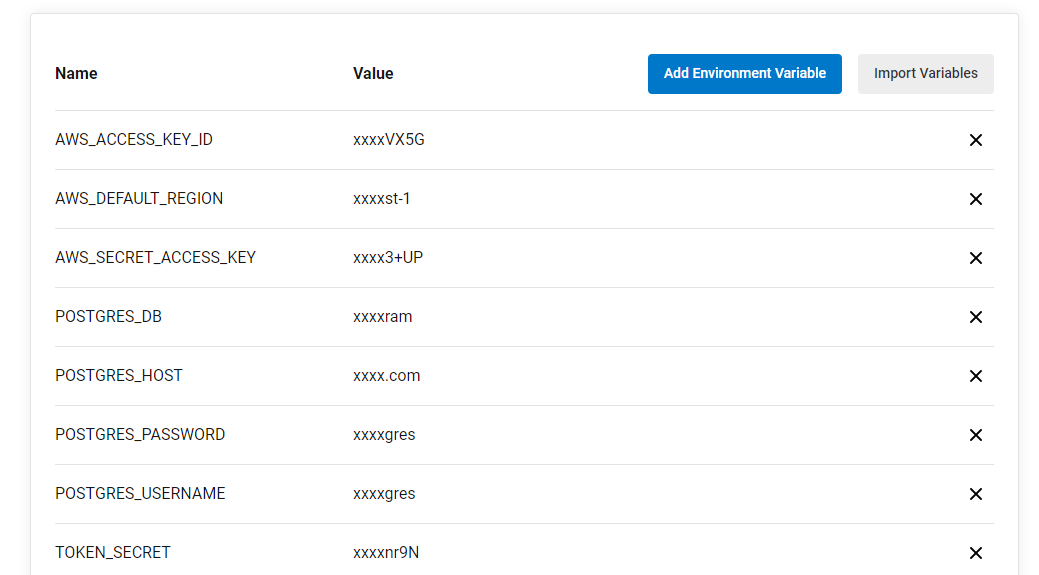 Name Value Add Environment Variable Import Variables
AWS_ACCESS_KEY_ID xxxxVX5G
AWS_DEFAULT_REGION xxxxst-1
AWS_SECRET_ACCESS_KEY xxxx3+UP
POSTGRES_DB xxxxram
POSTGRES_HOST xxxx.com
POSTGRES_PASSWORD xxxxgres
POSTGRES_USERNAME xxxxgres
TOKEN_SECRET xxxxnr9N